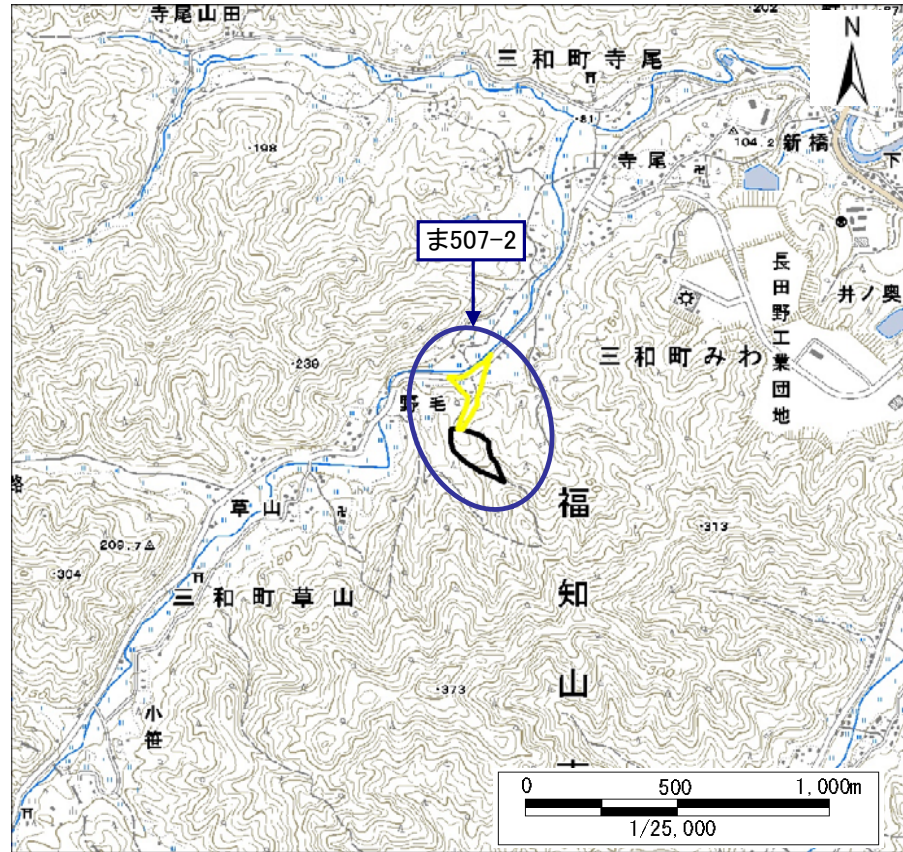 寺尾山田
・202
三和町寺尾
N
・81
・198
寺尾
104.2
新橋
下
ま507-2
長田野工業団地
井ノ奥
三和町みわ
・230
野毛
草山
福知山
・313
209.7
・304
三和町草山
・373
小笹
0 500 1,000m
1/25,000